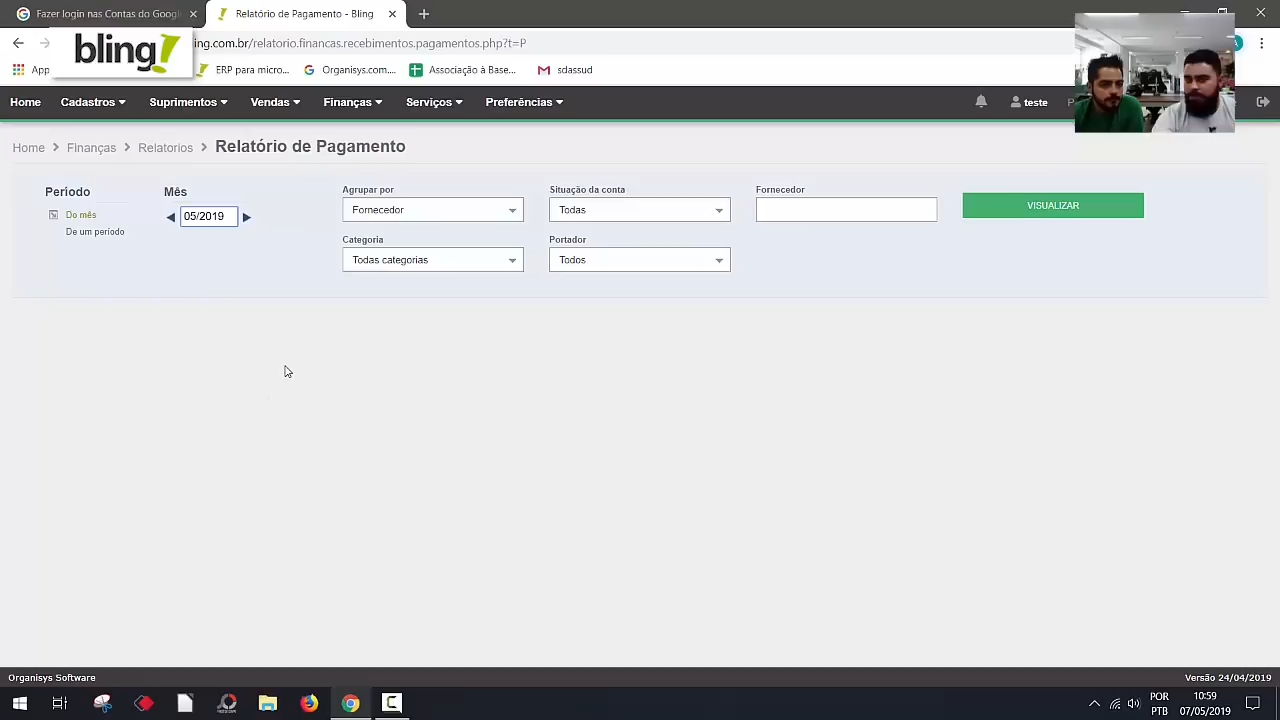 Fazer login nas Contas do Googl
Relatório de Pagamento - Bling
bling!
ng.com.br/relatorio.financas.recebimentos.pagamentos.php?t=P
App
ERP para micro...
Organisys.com...
Associação à Base...
sdassud
Home
Cadastros
Suprimentos
Vendas
Finanças
Serviços
Preferências
teste
Home > Finanças > Relatorios > Relatório de Pagamento
Período
Do mês
De um período
Mês
05/2019
Agrupar por
Fornecedor
Situação da conta
Todas
Fornecedor
VISUALIZAR
Categoria
Todas categorias
Portador
Todos
Organisys Software
Versão 24/04/2019
POR
PTB
10:59
07/05/2019